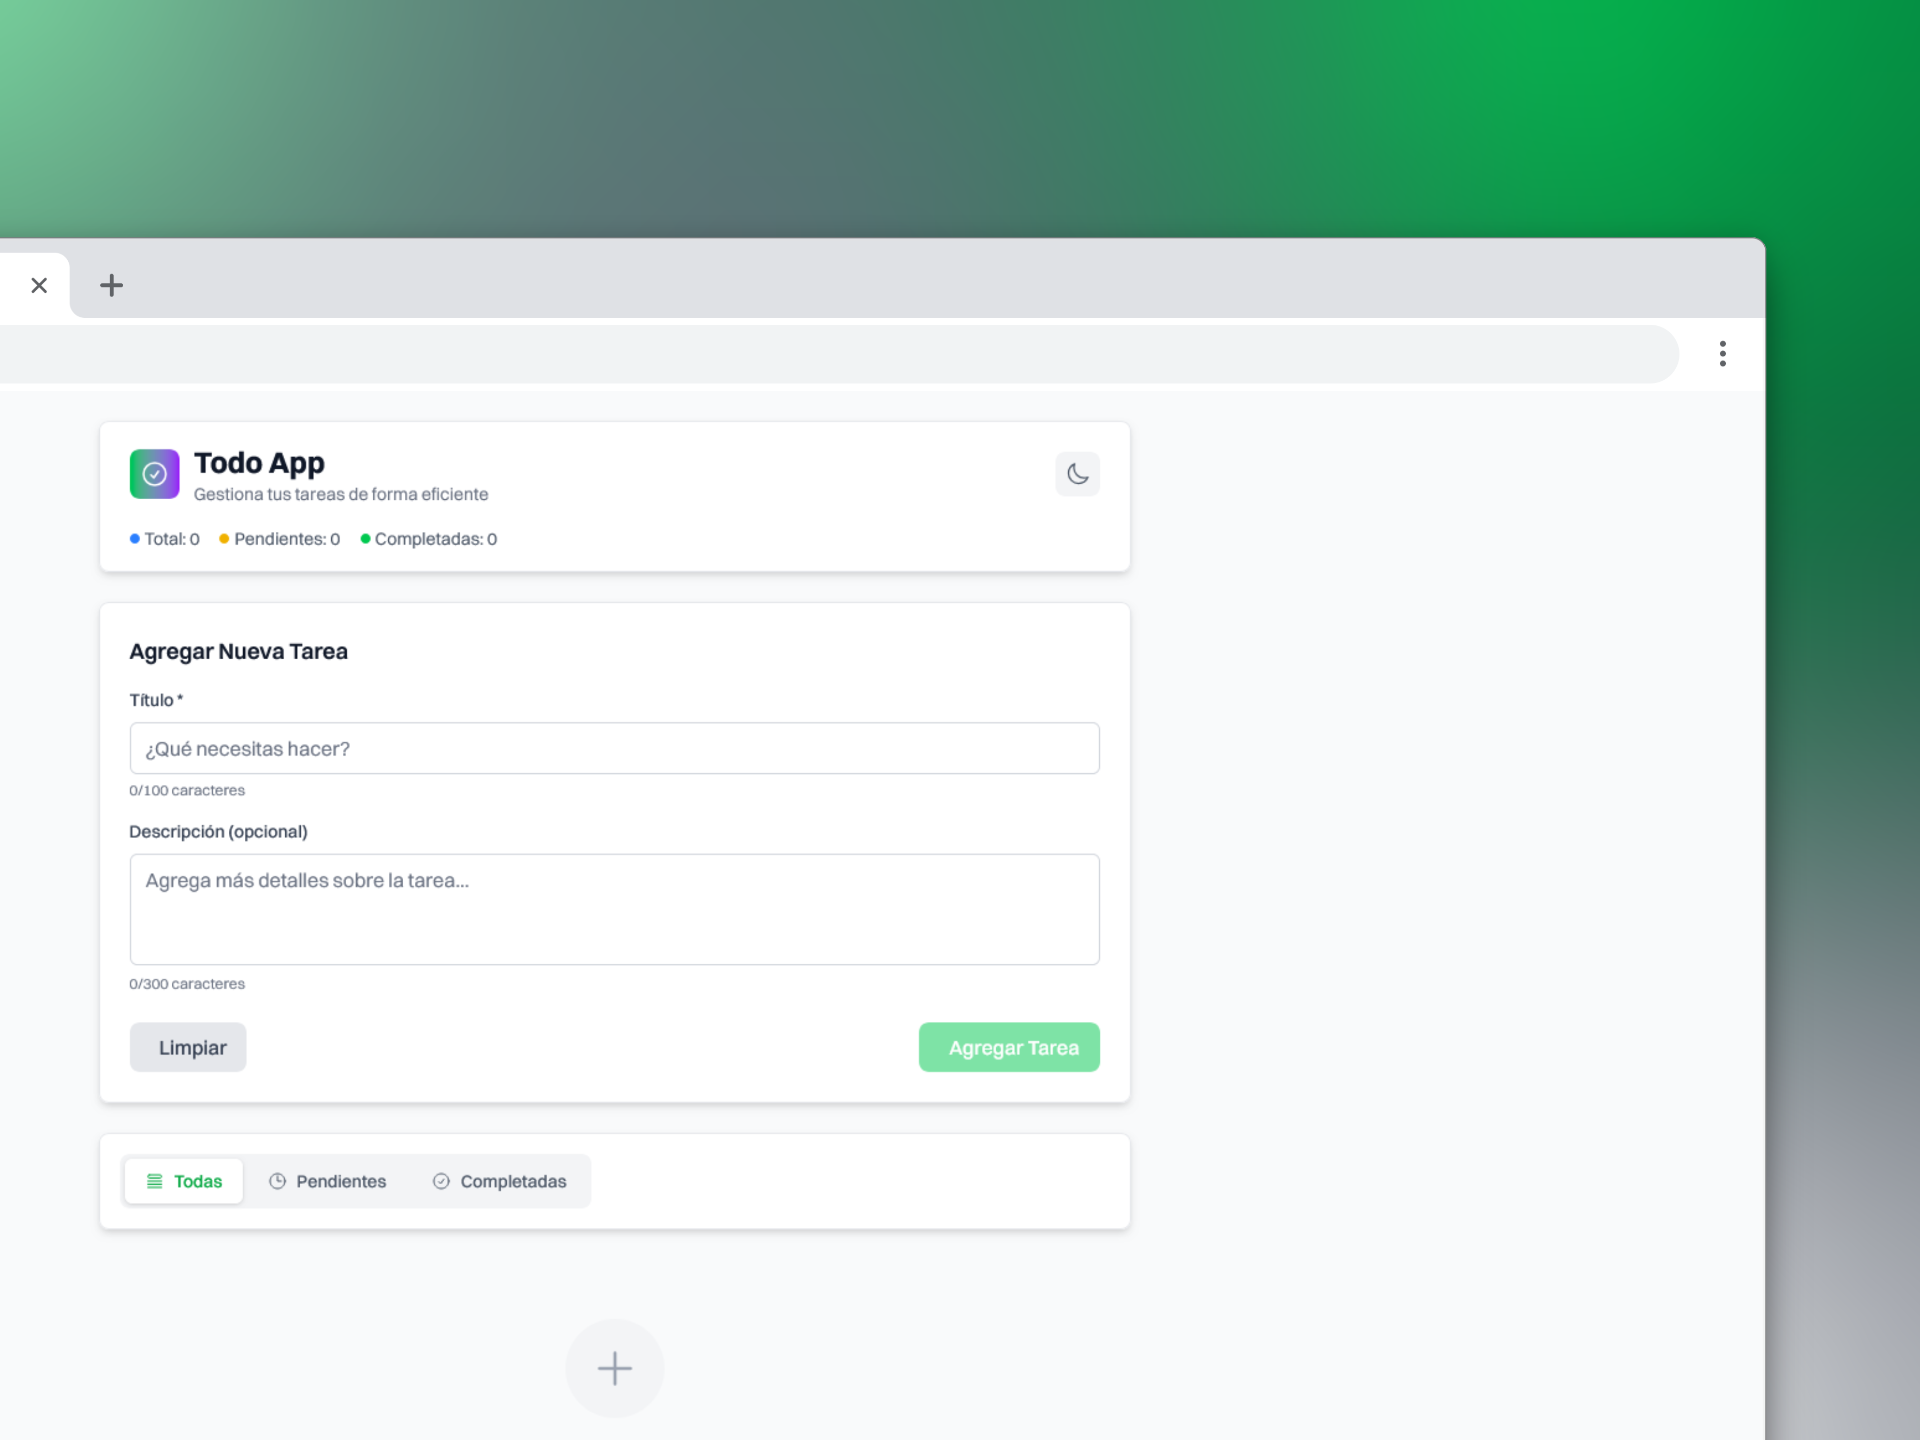 Todo App
Gestiona tus tareas de forma eficiente
Total: 0 Pendientes: 0 Completadas: 0
Agregar Nueva Tarea
Título *
¿Qué necesitas hacer?
0/100 caracteres
Descripción (opcional)
Agrega más detalles sobre la tarea...
0/300 caracteres
Limpiar Agregar Tarea
Todas Pendientes Completadas